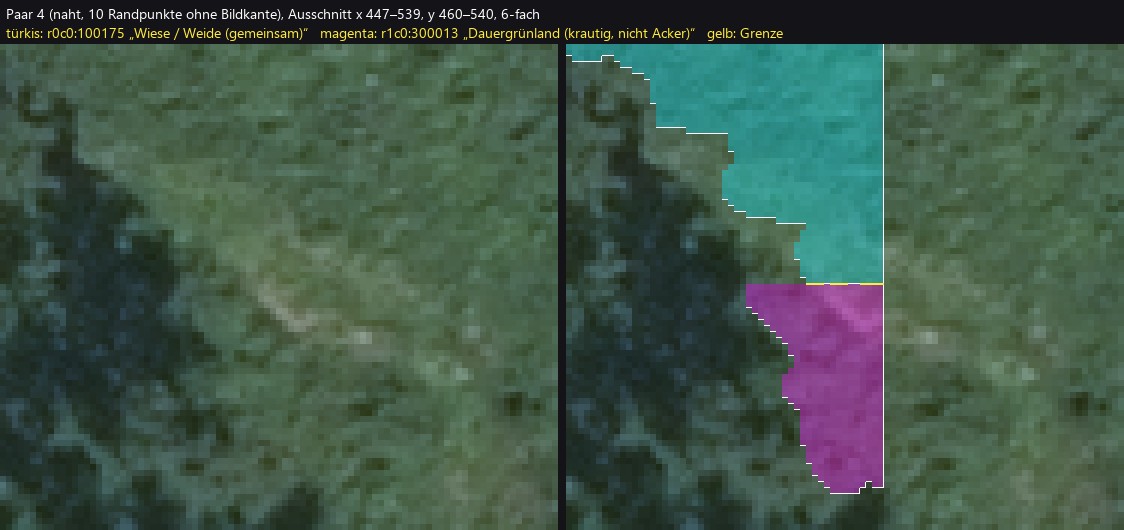 Paar 4 (naht, 10 Randpunkte ohne Bildkante), Ausschnitt x 447–539, y 460–540, 6-fach
türkis: r0c0:100175 „Wiese / Weide (gemeinsam)“ magenta: r1c0:300013 „Dauergrünland (krautig, nicht Acker)“ gelb: Grenze